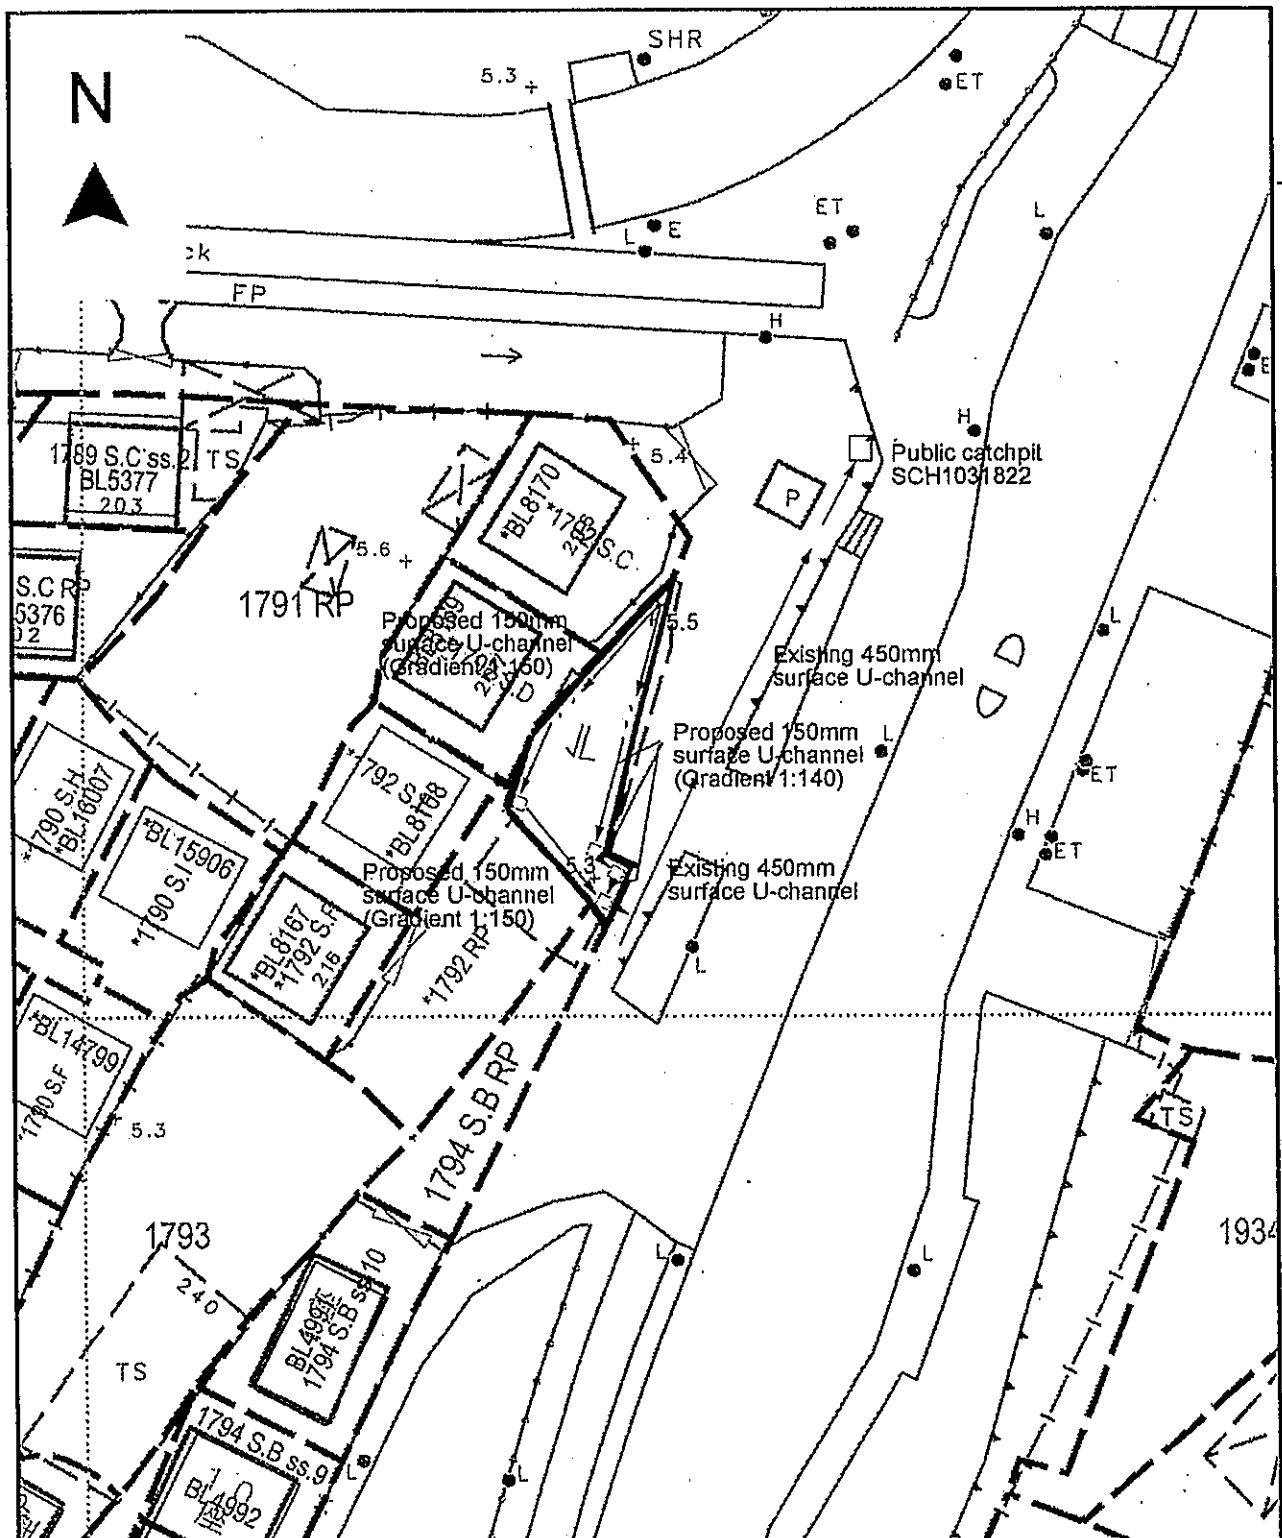 SHR
N
5.3
ET
ET
L
E
L
ck
FP
H
H
E
1789 S.C ss.2
BL5377
203
TS
5.4
Public catchpit
SCH1031822
P
*BL8170
5.6
S.C RP
5376
02
1791 RP
Proposed 150mm
surface U-channel
(Gradient 1:150)
5.5
L
Existing 450mm
surface U-channel
Proposed 150mm
surface U-channel
(Gradient 1:140)
L
ET
*BL8168
*1790 S.H
*BL16007
*BL15906
*1790 S.I
H
ET
5.3
Existing 450mm
surface U-channel
Proposed 150mm
surface U-channel
(Gradient 1:150)
*BL8167
216
*1792 RP
L
*BL14799
*1790 S.F
5.3
1794 S.B RP
TS
1793
240
1934
L
L
TS
BL4991
1794 S.B ss.10
1794 S.B ss.9
L
L
BL4992